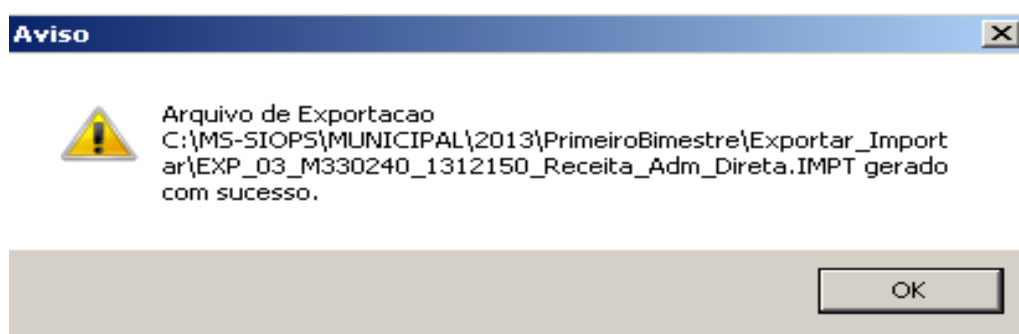 Aviso
Arquivo de Exportacao
C:\MS-SIOPS\MUNICIPAL\2013\PrimeiroBimestre\Exportar_Import
ar\EXP_03_M330240_1312150_Receita_Adm_Direta.IMPT gerado
com sucesso.
OK